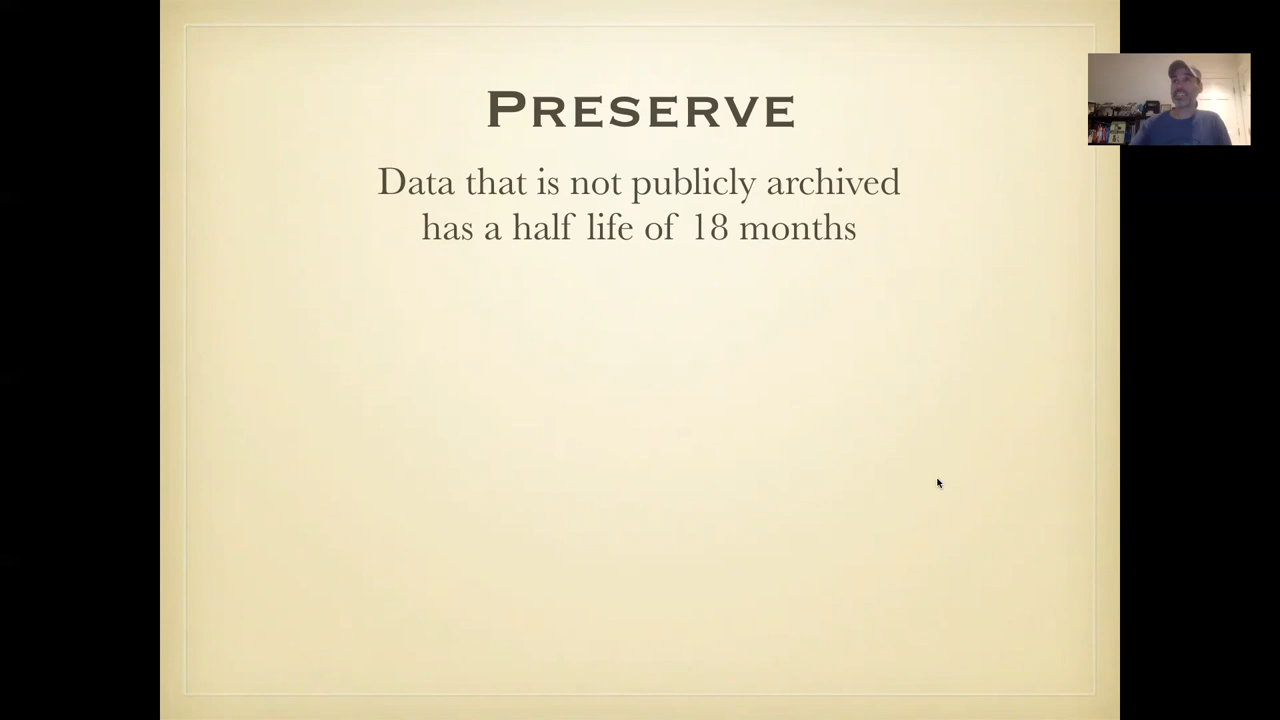 PRESERVE
Data that is not publicly archived
has a half life of 18 months